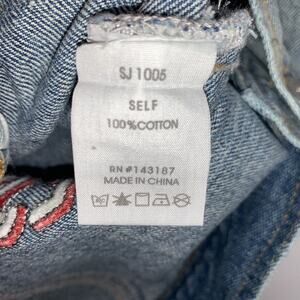 SJ 1005
SELF
100%COTTON
RN #143187
MADE IN CHINA